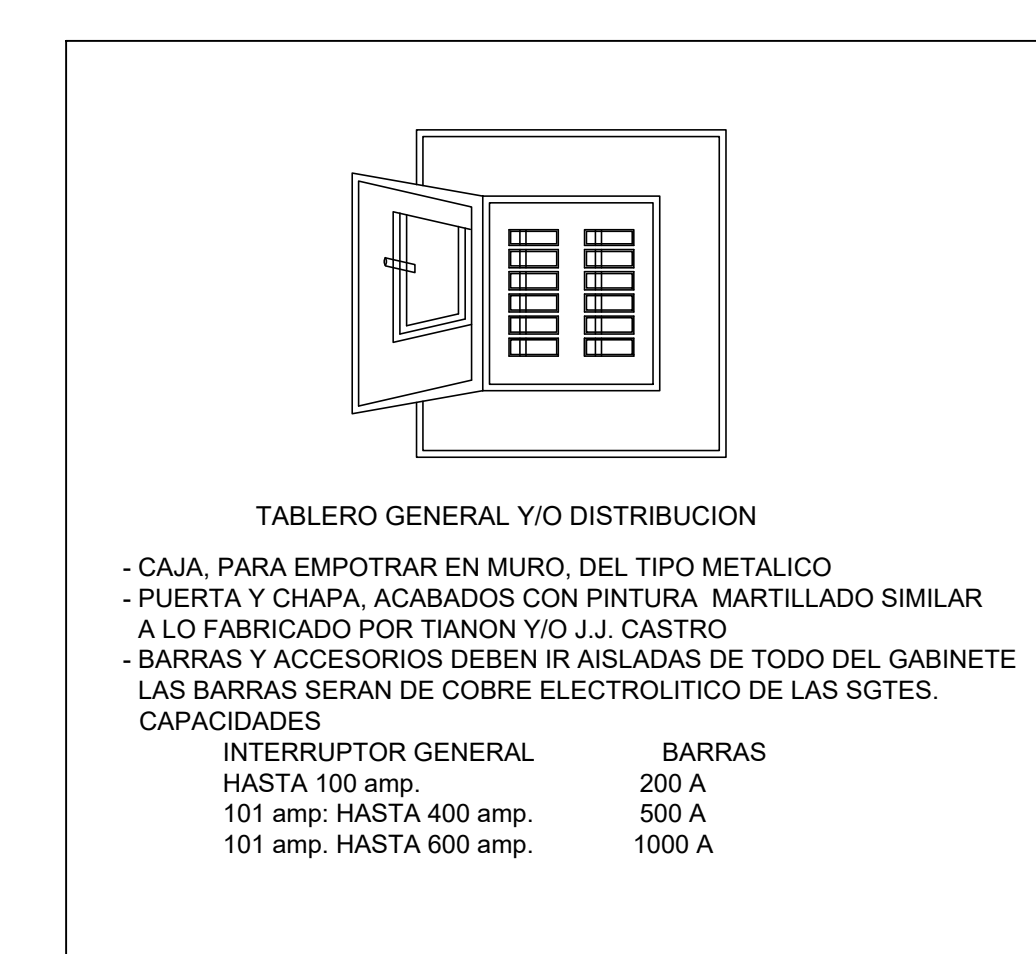 TABLERO GENERAL Y/O DISTRIBUCION
- CAJA, PARA EMPOTRAR EN MURO, DEL TIPO METALICO
- PUERTA Y CHAPA, ACABADOS CON PINTURA MARTILLADO SIMILAR
A LO FABRICADO POR TIANON Y/O J.J. CASTRO
- BARRAS Y ACCESORIOS DEBEN IR AISLADAS DE TODO DEL GABINETE
LAS BARRAS SERAN DE COBRE ELECTROLITICO DE LAS SGTES.
CAPACIDADES
INTERRUPTOR GENERAL BARRAS
HASTA 100 amp. 200 A
101 amp: HASTA 400 amp. 500 A
101 amp. HASTA 600 amp. 1000 A